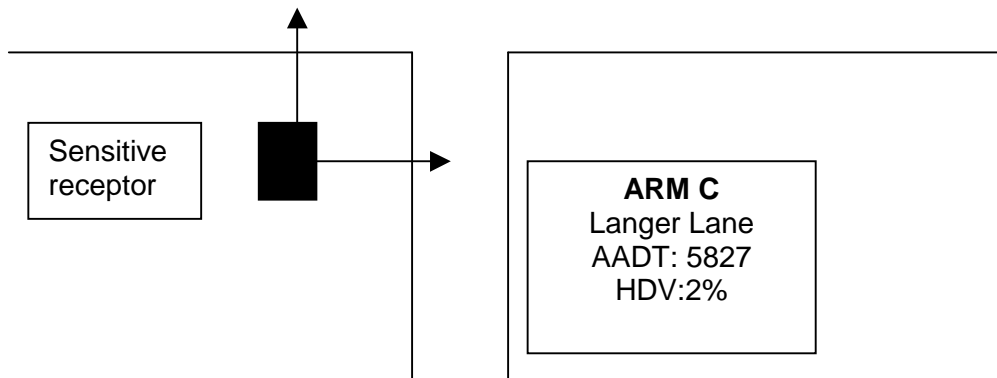 Sensitive
receptor
ARM C
Langer Lane
AADT: 5827
HDV:2%